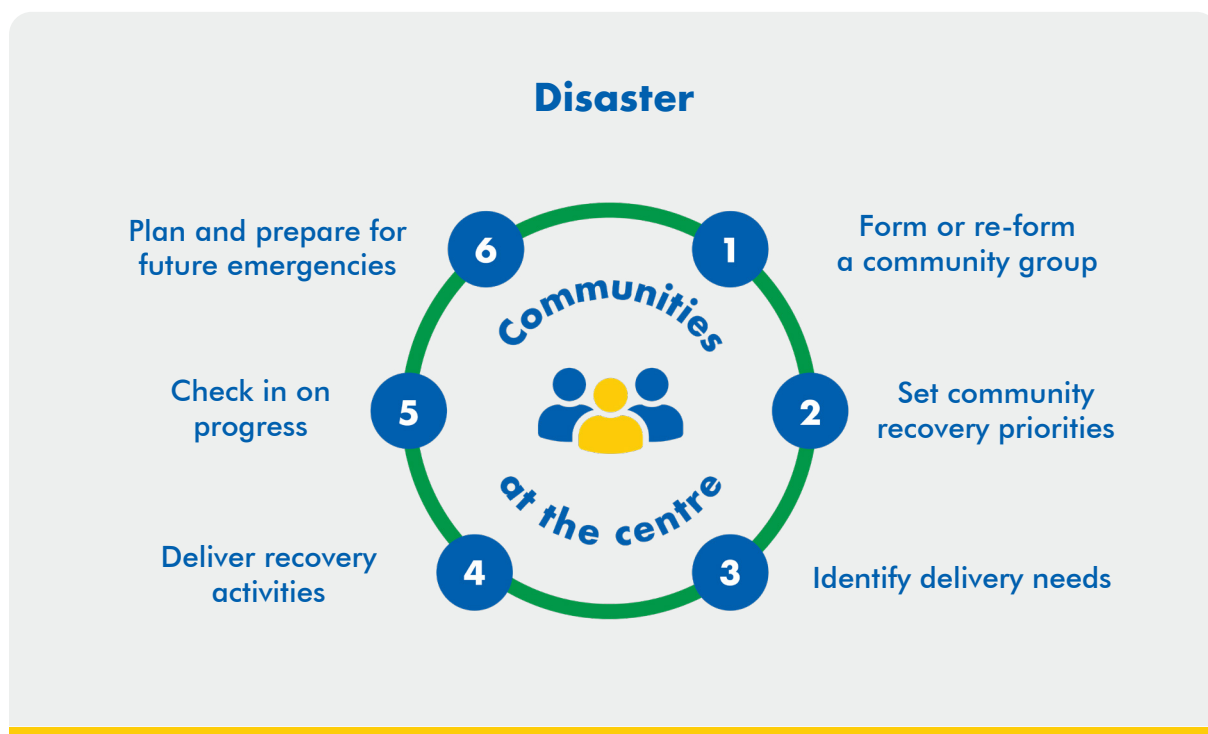 Disaster
1
Form or re-form
a community group
2
Set community
recovery priorities
3
Identify delivery needs
4
Deliver recovery
activities
5
Check in on
progress
6
Plan and prepare for
future emergencies
Communities
at the centre